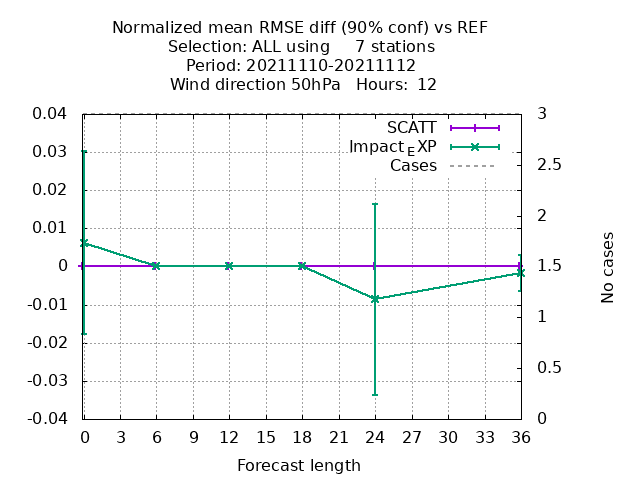 Normalized mean RMSE diff (90% conf) vs REF
Selection: ALL using 7 stations
Period: 20211110-20211112
Wind direction 50hPa Hours: 12
SCATT
Impact_EXP
Cases
0.04
0.03
0.02
0.01
0
-0.01
-0.02
-0.03
-0.04
3
2.5
2
1.5
1
0.5
0
No cases
0 3 6 9 12 15 18 21 24 27 30 33 36
Forecast length